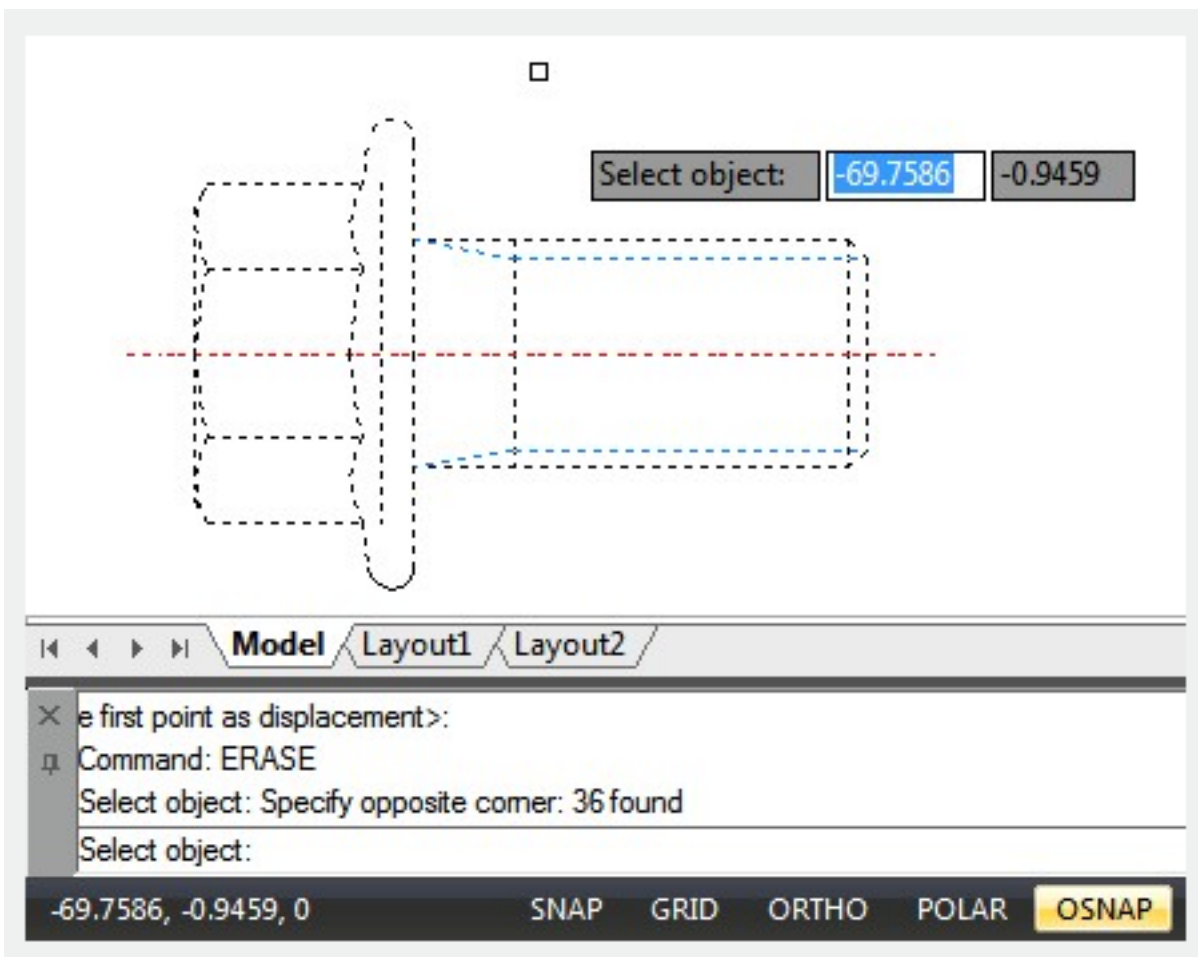 Select object: -69.7586 -0.9459
Model Layout1 Layout2
e first point as displacement>:
Command: ERASE
Select object: Specify opposite corner: 36 found
Select object:
-69.7586, -0.9459, 0 SNAP GRID ORTHO POLAR OSNAP